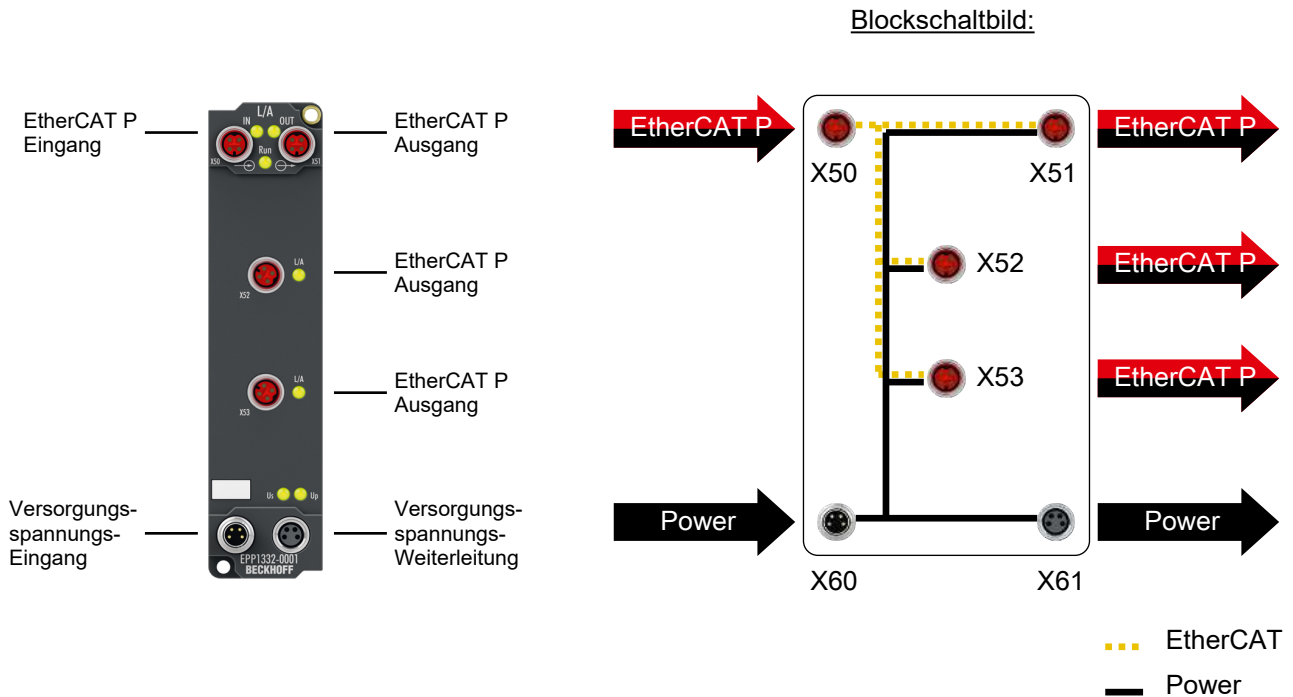 Blockschaltbild:
EtherCAT P
Eingang
L/A
IN
OUT
Run
X50
X51
EtherCAT P
Ausgang
L/A
X52
EtherCAT P
Ausgang
L/A
X53
EtherCAT P
Ausgang
Us
Up
Versorgungs-
spannungs-
Eingang
EPP1332-0001
BECKHOFF
Versorgungs-
spannungs-
Weiterleitung
EtherCAT P
X50
X51
EtherCAT P
X52
EtherCAT P
X53
EtherCAT P
Power
Power
X60
X61
EtherCAT
Power